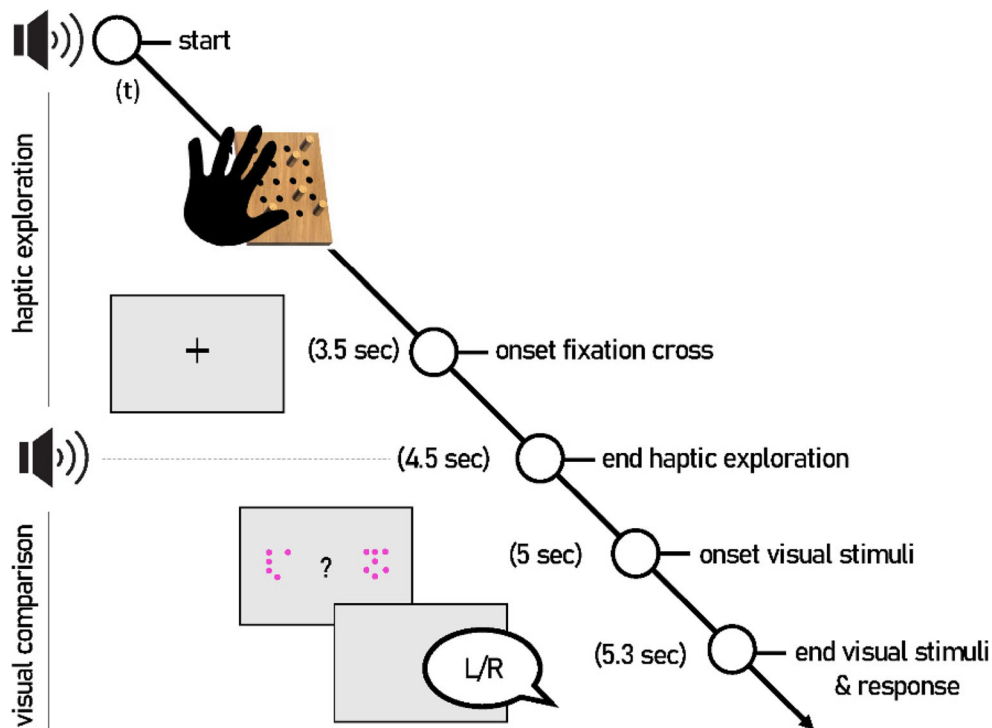 start
(t)
haptic exploration
+
(3.5 sec)
onset fixation cross
(4.5 sec)
end haptic exploration
visual comparison
?
(5 sec)
onset visual stimuli
L/R
(5.3 sec)
end visual stimuli
& response